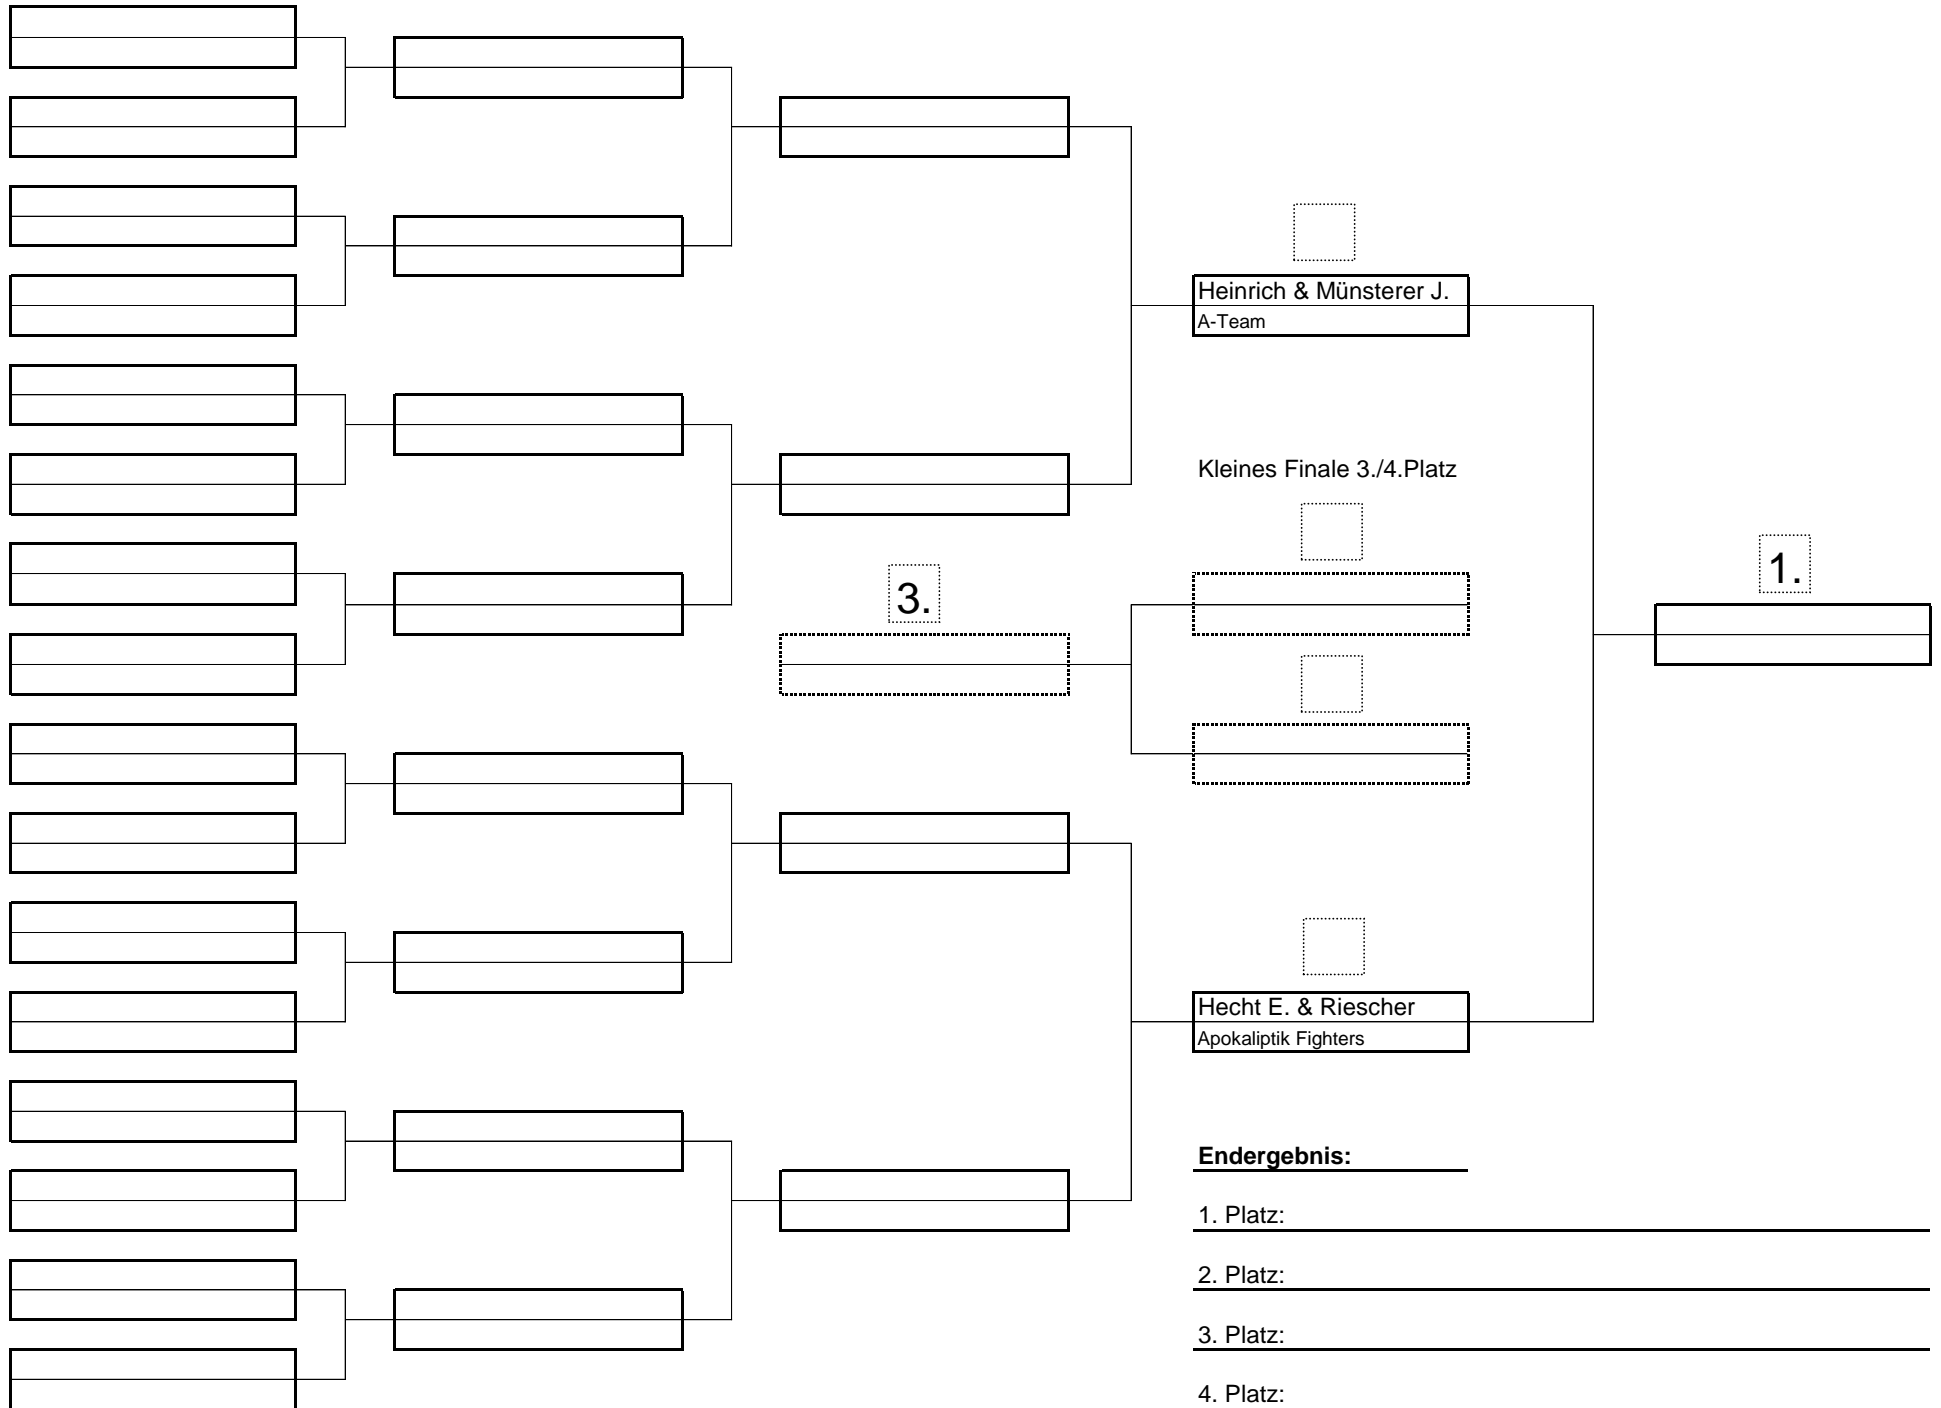 Heinrich & Münsterer J.
A-Team
Kleines Finale 3./4.Platz
3.
1.
Hecht E. & Riescher
Apokaliptik Fighters
Endergebnis:
1. Platz:
2. Platz:
3. Platz:
4. Platz: